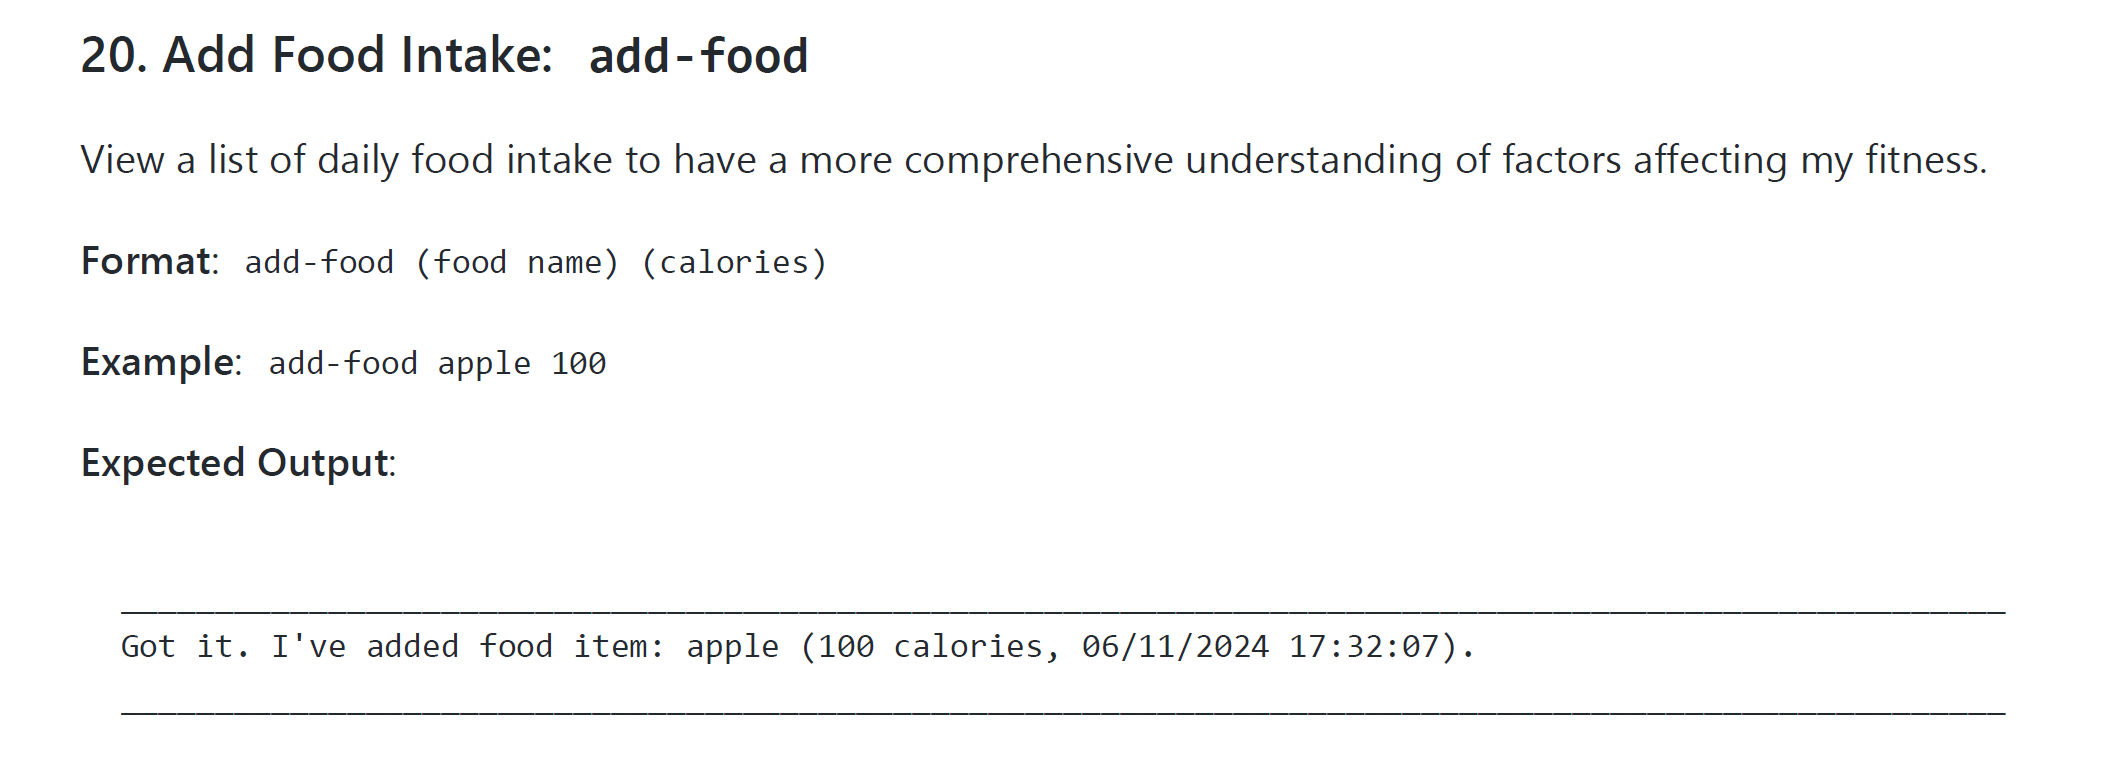 20. Add Food Intake: add-food
View a list of daily food intake to have a more comprehensive understanding of factors affecting my fitness.
Format: add-food (food name) (calories)
Example: add-food apple 100
Expected Output:
Got it. I've added food item: apple (100 calories, 06/11/2024 17:32:07).